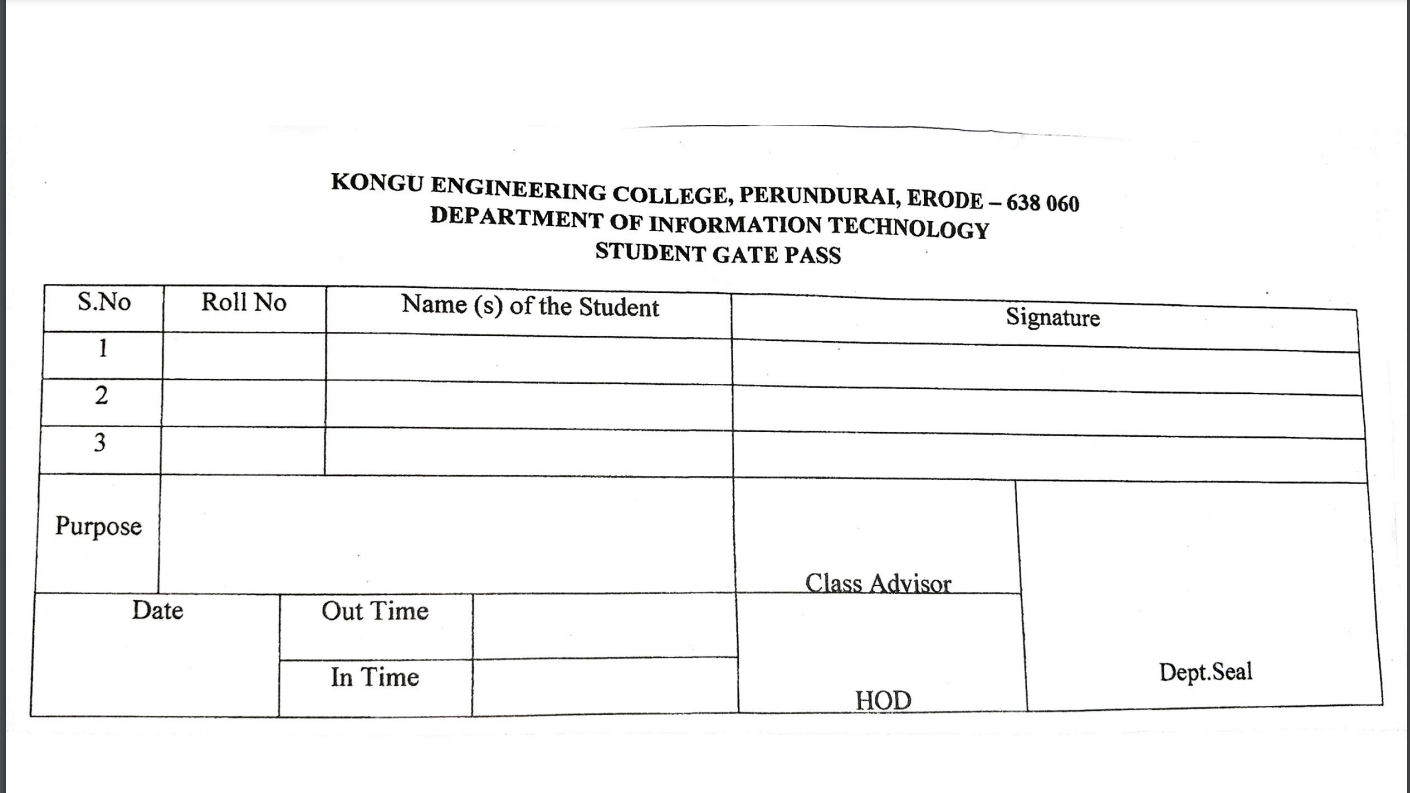 KONGU ENGINEERING COLLEGE, PERUNDURAI, ERODE – 638 060
DEPARTMENT OF INFORMATION TECHNOLOGY
STUDENT GATE PASS
S.No Roll No Name (s) of the Student Signature
1
2
3
Purpose
Class Advisor
Date Out Time
In Time
Dept.Seal
HOD